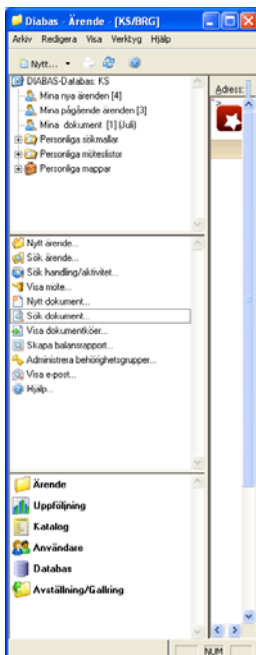 Diabas - Ärende - [KS/BRG]
Arkiv Redigera Visa Verktyg Hjälp
Nytt...
DIABAS-Databas: KS
Mina nya ärenden [4]
Mina pågående ärenden [3]
Mina dokument [1] (Juli)
Personliga sökmallar
Personliga möteslistor
Personliga mappar
Adress:
">
Nytt ärende...
Sök ärende...
Sök handling/aktivitet...
Visa möte...
Nytt dokument...
Sök dokument...
Visa dokumentköer...
Skapa balansrapport...
Administrera behörighetsgrupper...
Visa e-post...
Hjälp...
Ärende
Uppföljning
Katalog
Användare
Databas
Avställning/Gallring
NUM